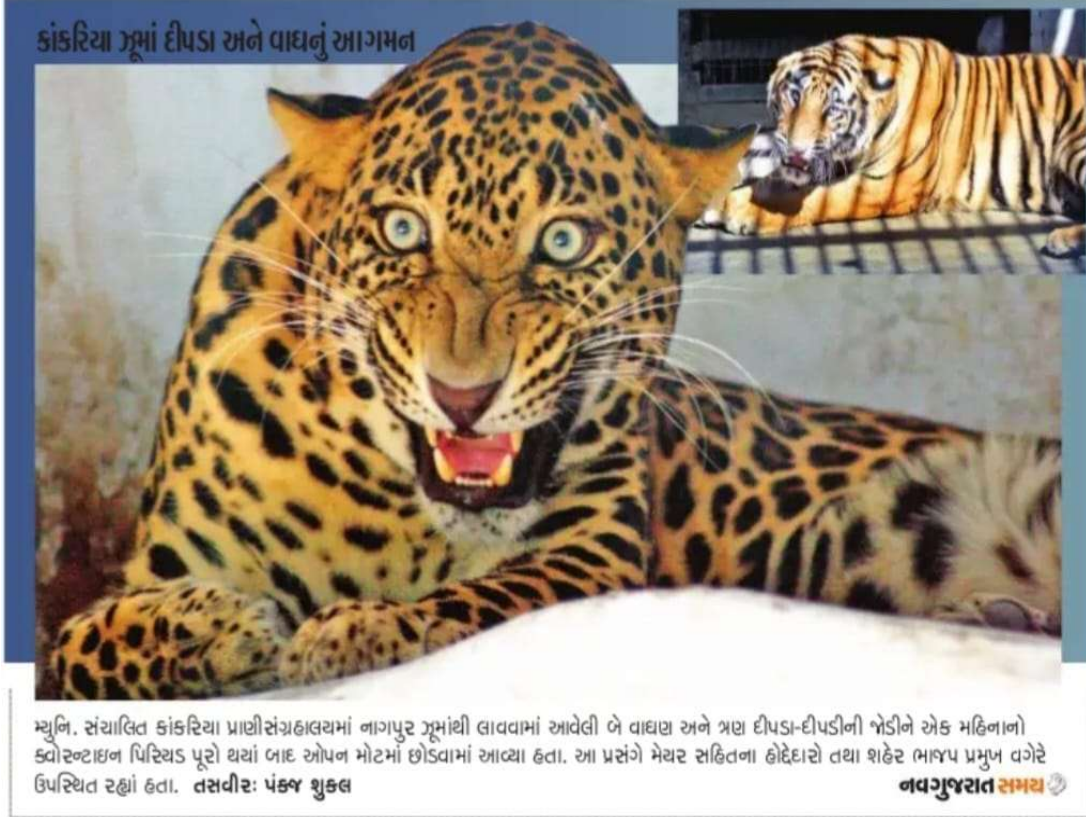 કાંકરિયા ઝૂમાં દીપડા અને વાઘનું આગમન
મ્યુનિ. સંચાલિત કાંકરિયા પ્રાણીસંગ્રહાલયમાં નાગપુર ઝૂમાંથી લાવવામાં આવેલી બે વાઘણ અને ત્રણ દીપડા-દીપડીની જોડીને એક મહિનાનો
ક્વોરન્ટાઇન પિરિયડ પૂરો થયાં બાદ ઓપન મોટમાં છોડવામાં આવ્યા હતા. આ પ્રસંગે મેયર સહિતના હોદ્દેદારો તથા શહેર ભાજપ પ્રમુખ વગેરે
ઉપસ્થિત રહ્યાં હતા. તસવીરઃ પંકજ શુકલ
નવગુજરાત સમય